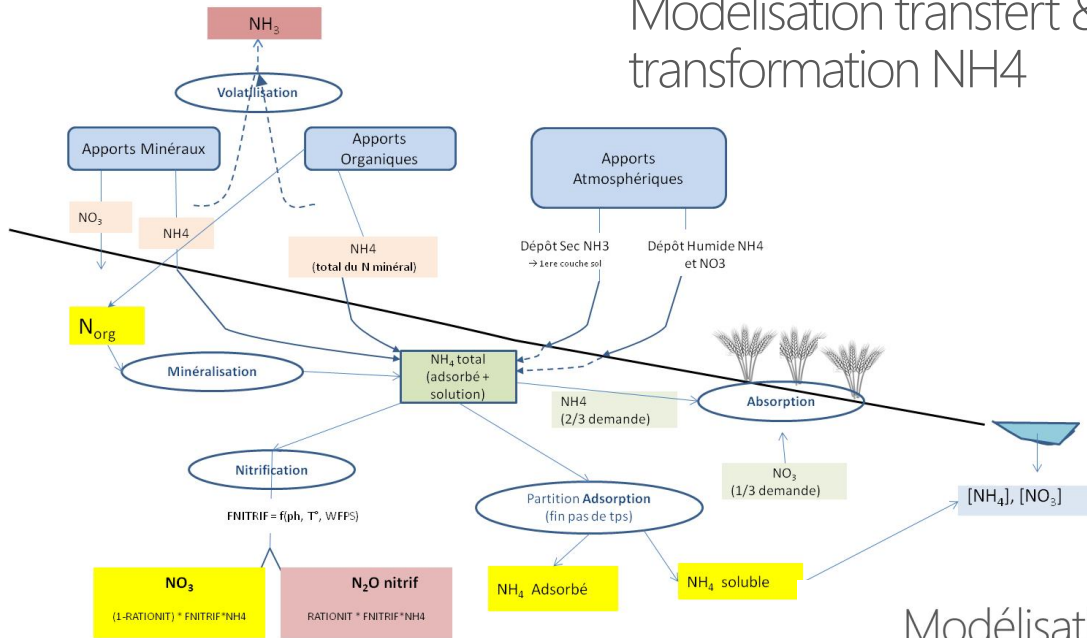 Modélisation transfert &
transformation NH4
NH₃
Volatilisation
Apports Minéraux
Apports
Organiques
Apports
Atmosphériques
NO₃
NH4
NH4
(total du N minéral)
Dépôt Sec NH3
→ 1ere couche sol
Dépôt Humide NH4
et NO3
N_org
Minéralisation
NH₄ total
(adsorbé +
solution)
NH4
(2/3 demande)
Absorption
NO₃
(1/3 demande)
[NH₄], [NO₃]
Nitrification
FNITRIF = f(ph, T°, WFPS)
Partition Adsorption
(fin pas de tps)
NO₃
(1-RATIONIT) * FNITRIF*NH4
N₂O nitrif
RATIONIT * FNITRIF*NH4
NH₄ Adsorbé
NH₄ soluble
Modélisat